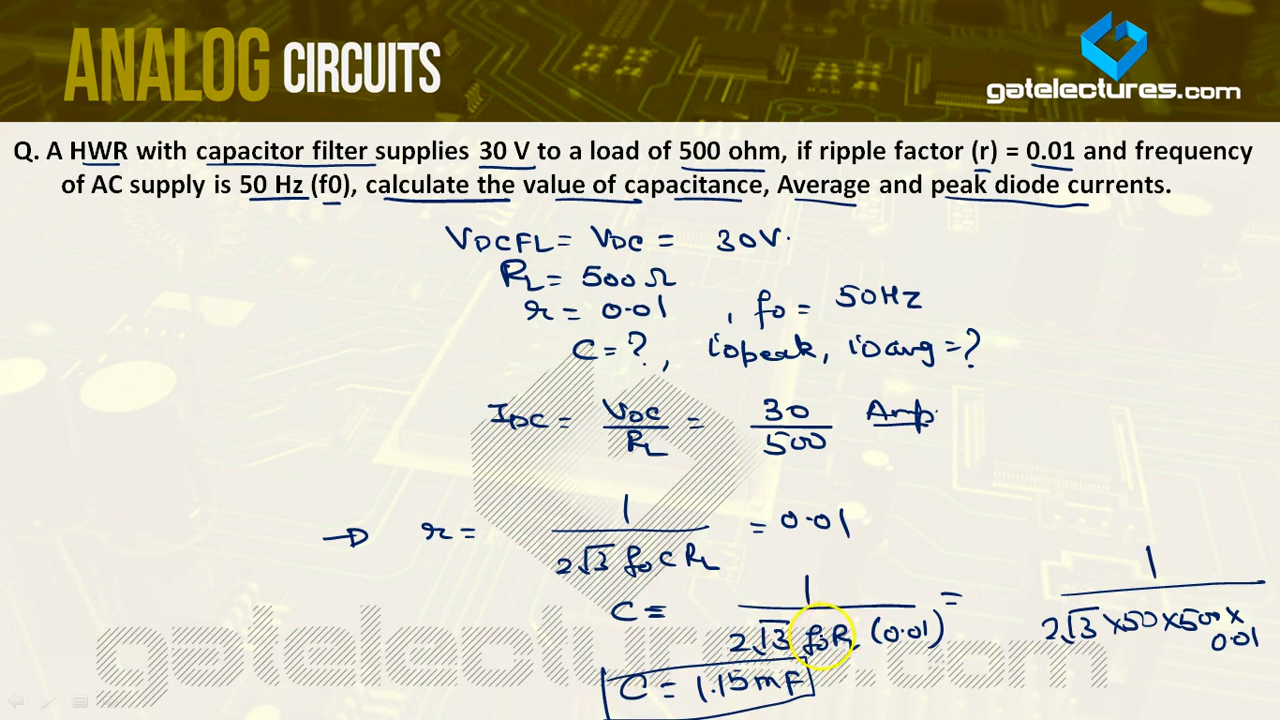 ANALOG CIRCUITS
gatelectures.com
Q. A HWR with capacitor filter supplies 30 V to a load of 500 ohm, if ripple factor (r) = 0.01 and frequency
of AC supply is 50 Hz (f0), calculate the value of capacitance, Average and peak diode currents.
VDCFL = VDC = 30V.
RL = 500 Ω
r = 0.01 , f0 = 50HZ
C = ? , iDpeak, iDavg = ?
IDC = VDC / RL = 30 / 500 Amp.
→ r = 1 / 2√3 f0 C RL = 0.01
C = 1 / 2√3 f0 RL (0.01) = 1 / 2√3 × 50 × 500 × 0.01
C = 1.15 mF
gatelectures.com